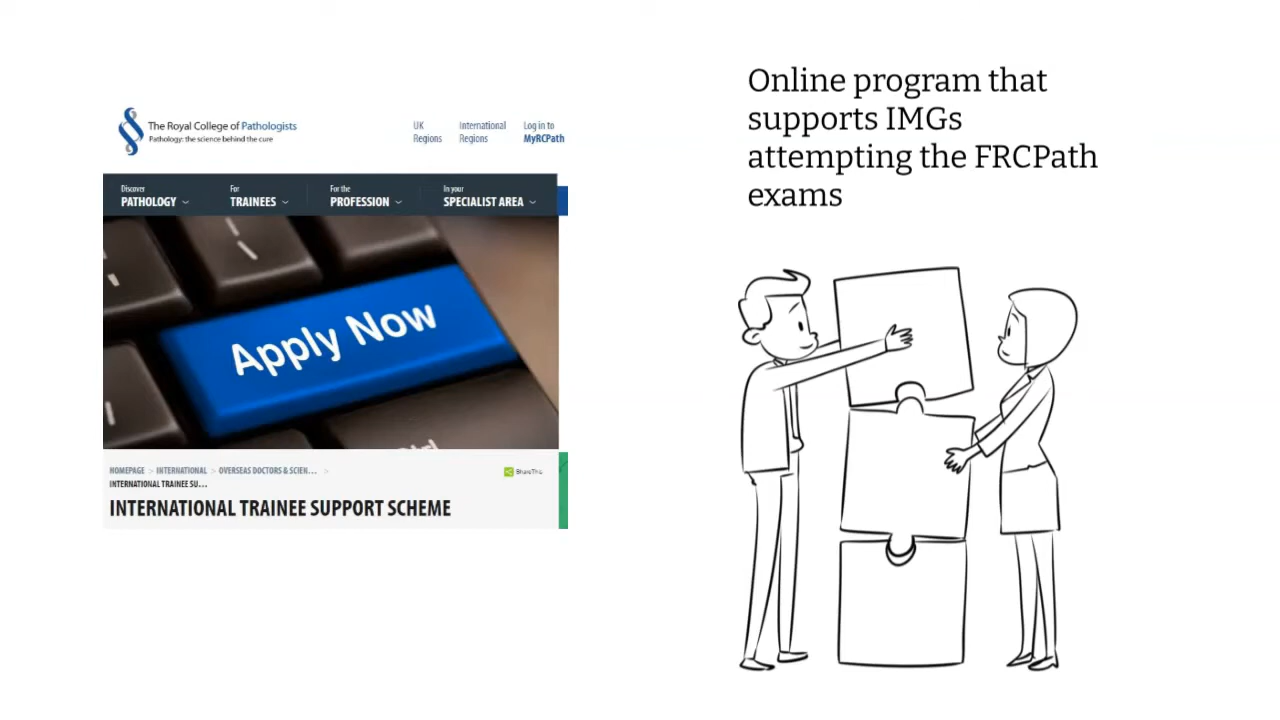 The Royal College of Pathologists
Pathology: the science behind the cure
UK
Regions
International
Regions
Log in to
MyRCPath
Discover
PATHOLOGY
For
TRAINEES
For the
PROFESSION
In your
SPECIALIST AREA
Apply Now
HOMEPAGE > INTERNATIONAL > OVERSEAS DOCTORS & SCIEN... >
INTERNATIONAL TRAINEE SU...
ShareThis
INTERNATIONAL TRAINEE SUPPORT SCHEME
Online program that
supports IMGs
attempting the FRCPath
exams